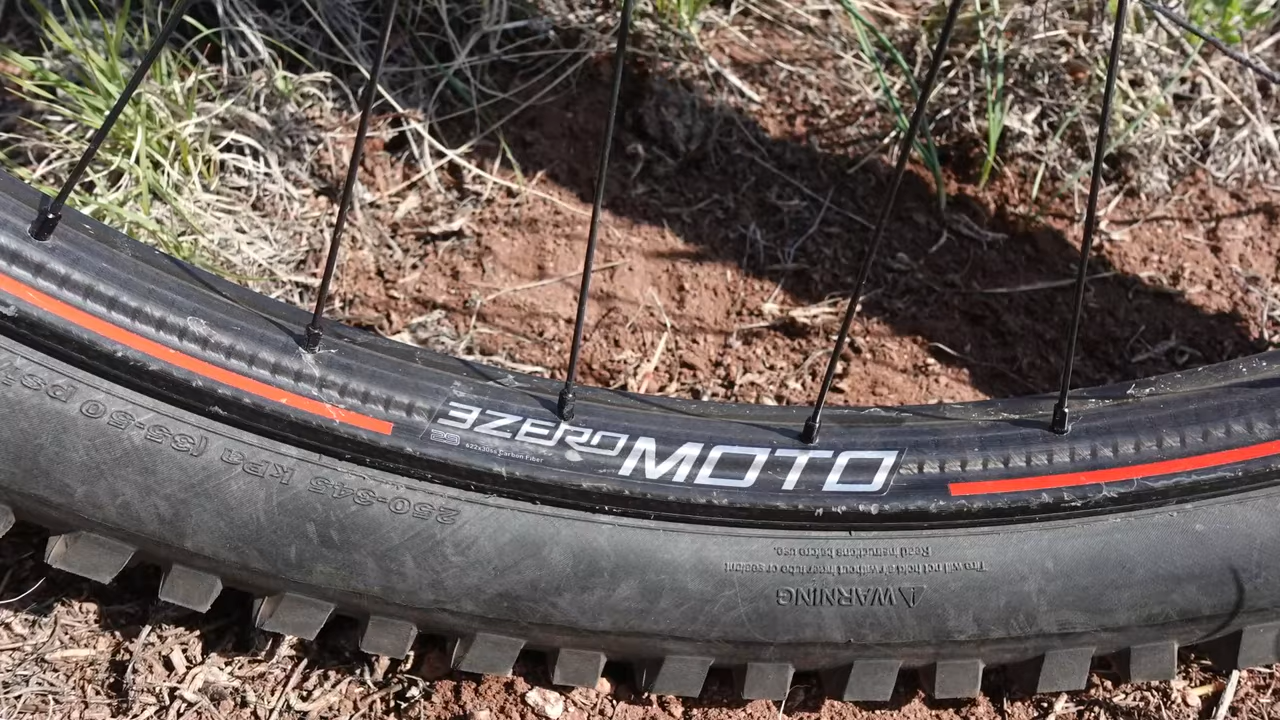 3ZERO MOTO
622x30ss Carbon Fiber
250-345 kPa (35-50 PSI)
⚠WARNING
Tire will not hold air without inner tube or sealant
Read instructions before use.